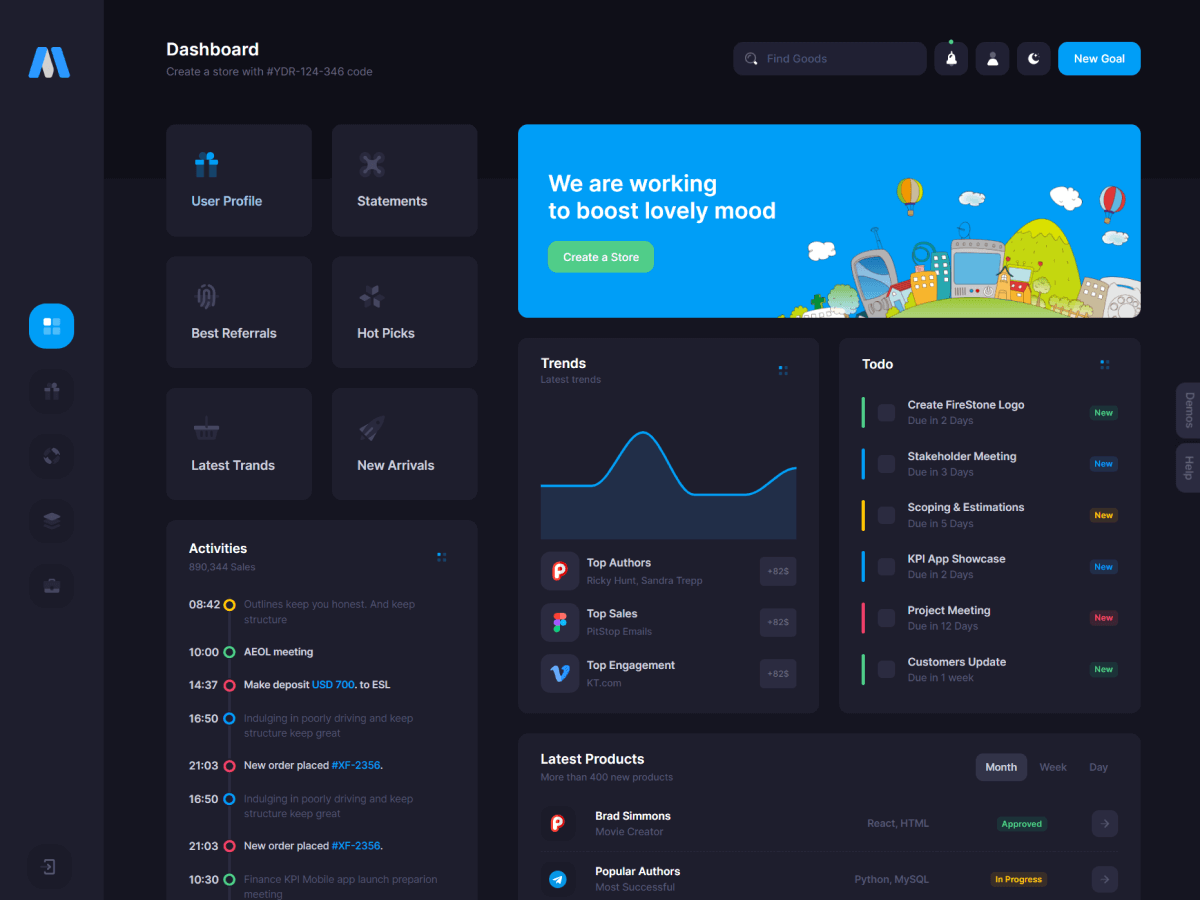 Dashboard
Create a store with #YDR-124-346 code
Find Goods
New Goal
User Profile
Statements
Best Referrals
Hot Picks
Latest Trands
New Arrivals
We are working
to boost lovely mood
Create a Store
Activities
890,344 Sales
08:42 Outlines keep you honest. And keep
structure
10:00 AEOL meeting
14:37 Make deposit USD 700. to ESL
16:50 Indulging in poorly driving and keep
structure keep great
21:03 New order placed #XF-2356.
16:50 Indulging in poorly driving and keep
structure keep great
21:03 New order placed #XF-2356.
10:30 Finance KPI Mobile app launch preparion
meeting
Trends
Latest trends
Top Authors
Ricky Hunt, Sandra Trepp
+82$
Top Sales
PitStop Emails
+82$
Top Engagement
KT.com
+82$
Todo
Create FireStone Logo
Due in 2 Days
New
Stakeholder Meeting
Due in 3 Days
New
Scoping & Estimations
Due in 5 Days
New
KPI App Showcase
Due in 2 Days
New
Project Meeting
Due in 12 Days
New
Customers Update
Due in 1 week
New
Latest Products
More than 400 new products
Month Week Day
Brad Simmons
Movie Creator
React, HTML
Approved
Popular Authors
Most Successful
Python, MySQL
In Progress
Demos
Help